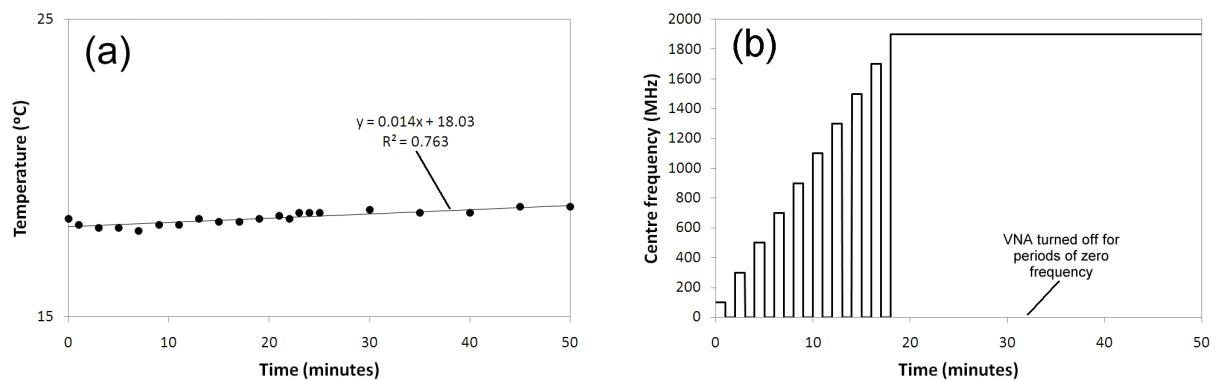 (a)
25
15
Temperature (ºC)
y = 0.014x + 18.03
R² = 0.763
0 10 20 30 40 50
Time (minutes)
(b)
2000
1800
1600
1400
1200
1000
800
600
400
200
0
Centre frequency (MHz)
VNA turned off for
periods of zero
frequency
0 10 20 30 40 50
Time (minutes)